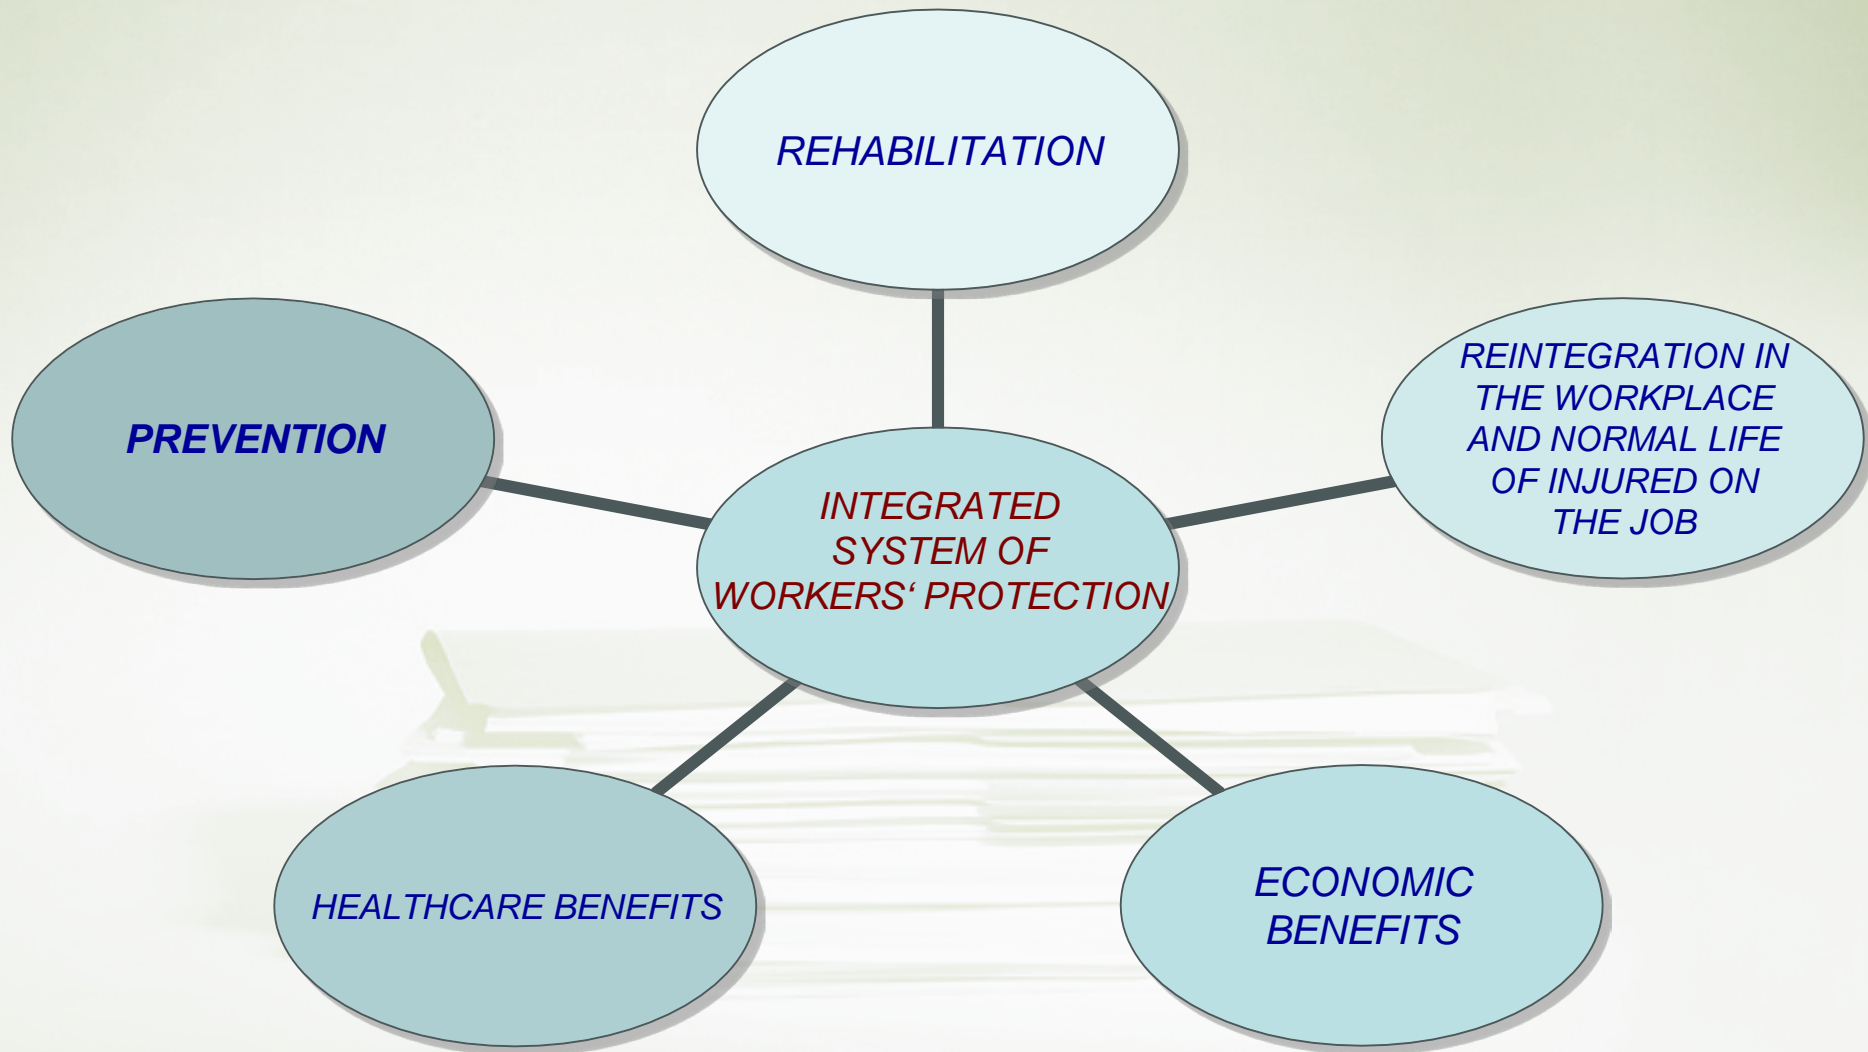 REHABILITATION
PREVENTION
REINTEGRATION IN
THE WORKPLACE
AND NORMAL LIFE
OF INJURED ON
THE JOB
INTEGRATED
SYSTEM OF
WORKERS‘ PROTECTION
HEALTHCARE BENEFITS
ECONOMIC
BENEFITS